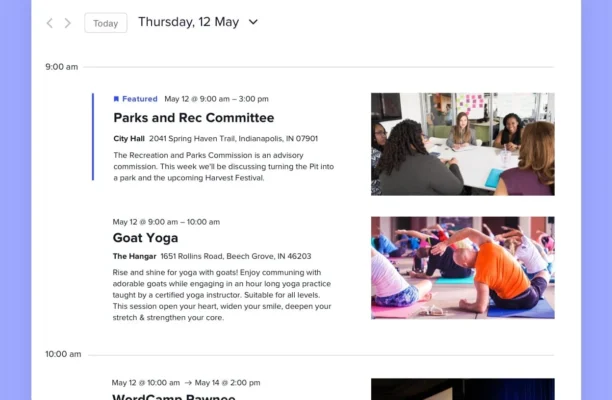 Today
Thursday, 12 May
9:00 am
Featured May 12 @ 9:00 am – 3:00 pm
Parks and Rec Committee
City Hall 2041 Spring Haven Trail, Indianapolis, IN 07901
The Recreation and Parks Commission is an advisory
commission. This week we'll be discussing turning the Pit into
a park and the upcoming Harvest Festival.
May 12 @ 9:00 am – 10:00 am
Goat Yoga
The Hangar 1651 Rollins Road, Beech Grove, IN 46203
Rise and shine for yoga with goats! Enjoy communing with
adorable goats while engaging in an hour long yoga practice
taught by a certified yoga instructor. Suitable for all levels.
This session open your heart, widen your smile, deepen your
stretch & strengthen your core.
10:00 am
May 12 @ 10:00 am → May 14 @ 2:00 pm
WordCamp Pawnee